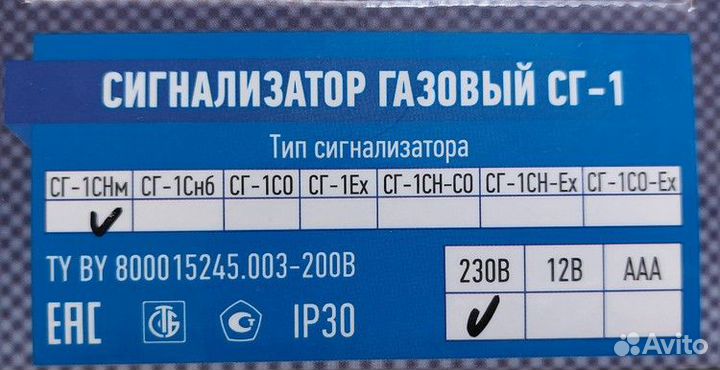 СИГНАЛИЗАТОР ГАЗОВЫЙ СГ-1
Тип сигнализатора
СГ-1СНм СГ-1Снб СГ-1СО СГ-1Ех СГ-1СН-СО СГ-1СН-Ех СГ-1СО-Ех
ТУ BY 800015245.003-200В
230В 12В ААА
ЕАС СТБ IP30
Avito